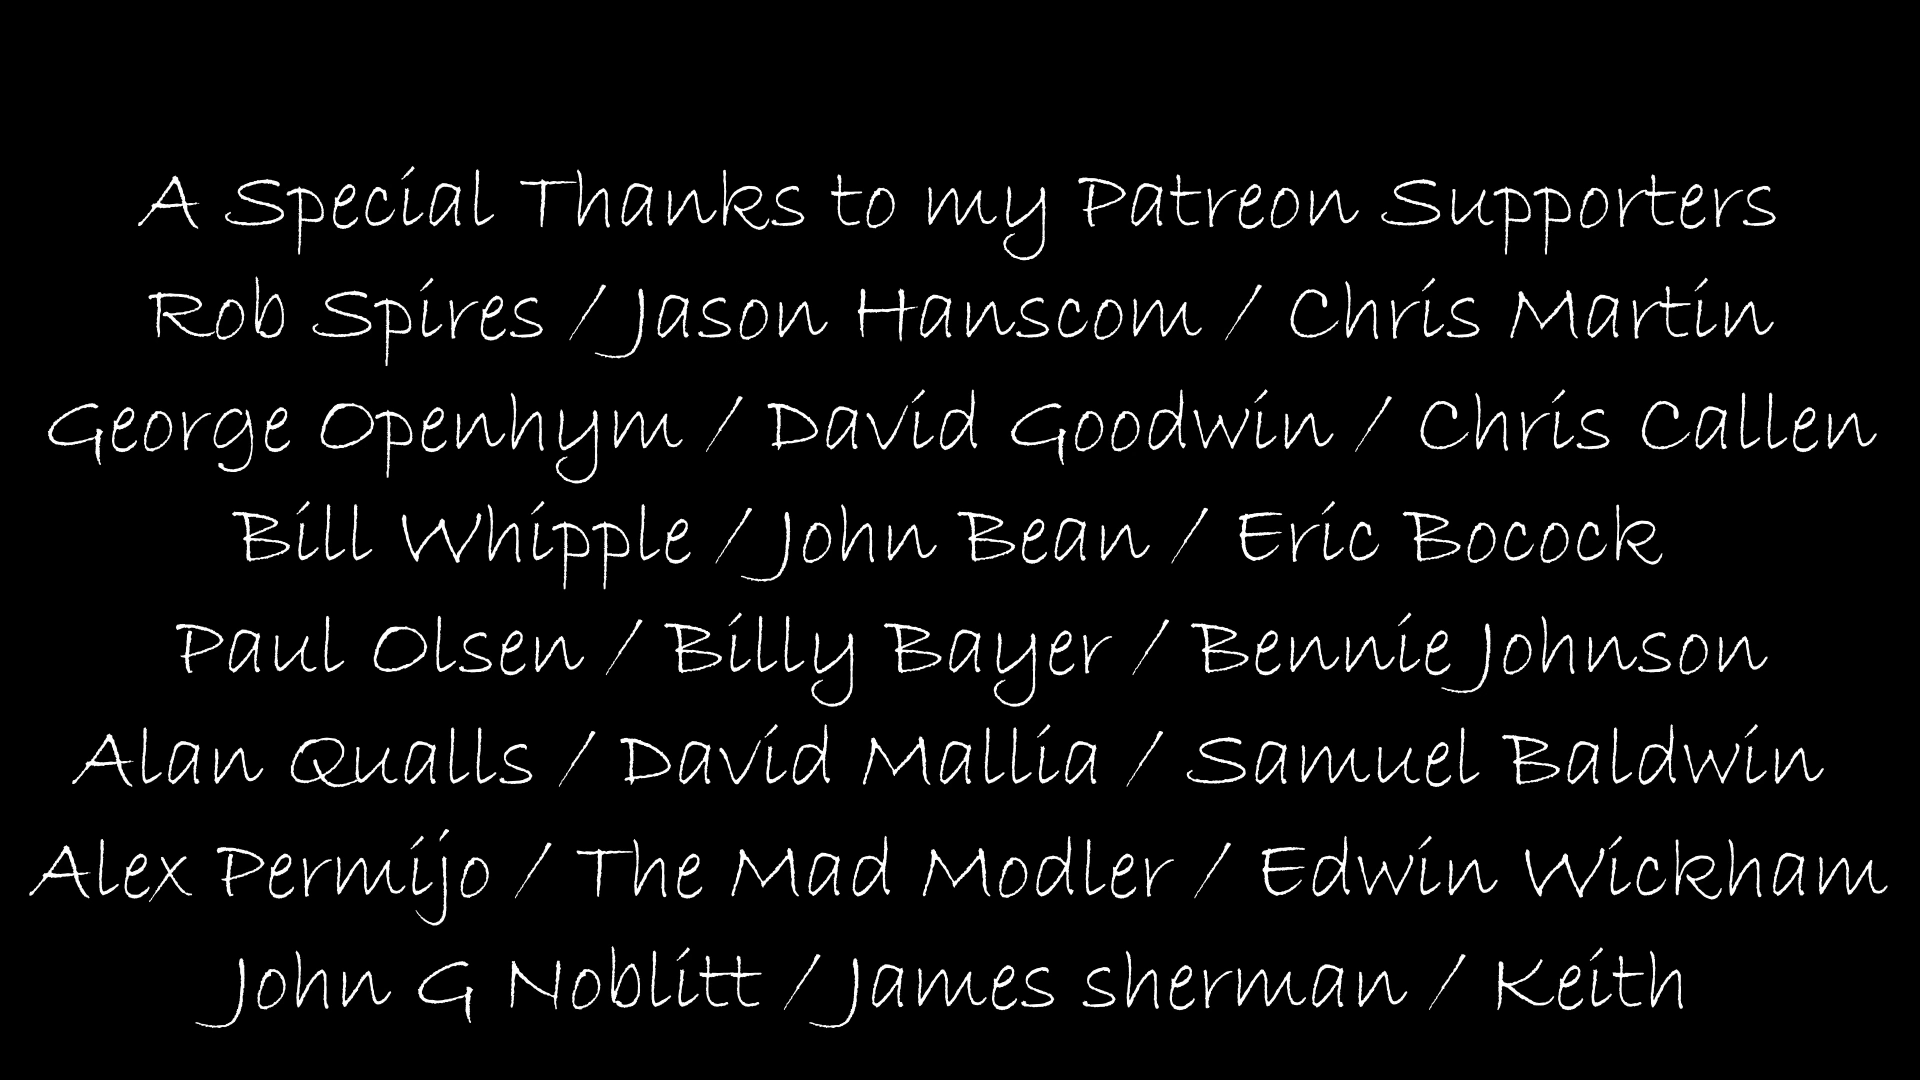 A Special Thanks to my Patreon Supporters
Rob Spires / Jason Hanscom / Chris Martin
George Openhym / David Goodwin / Chris Callen
Bill Whipple / John Bean / Eric Bocock
Paul Olsen / Billy Bayer / Bennie Johnson
Alan Qualls / David Mallia / Samuel Baldwin
Alex Permijo / The Mad Modler / Edwin Wickham
John G Noblitt / James sherman / Keith